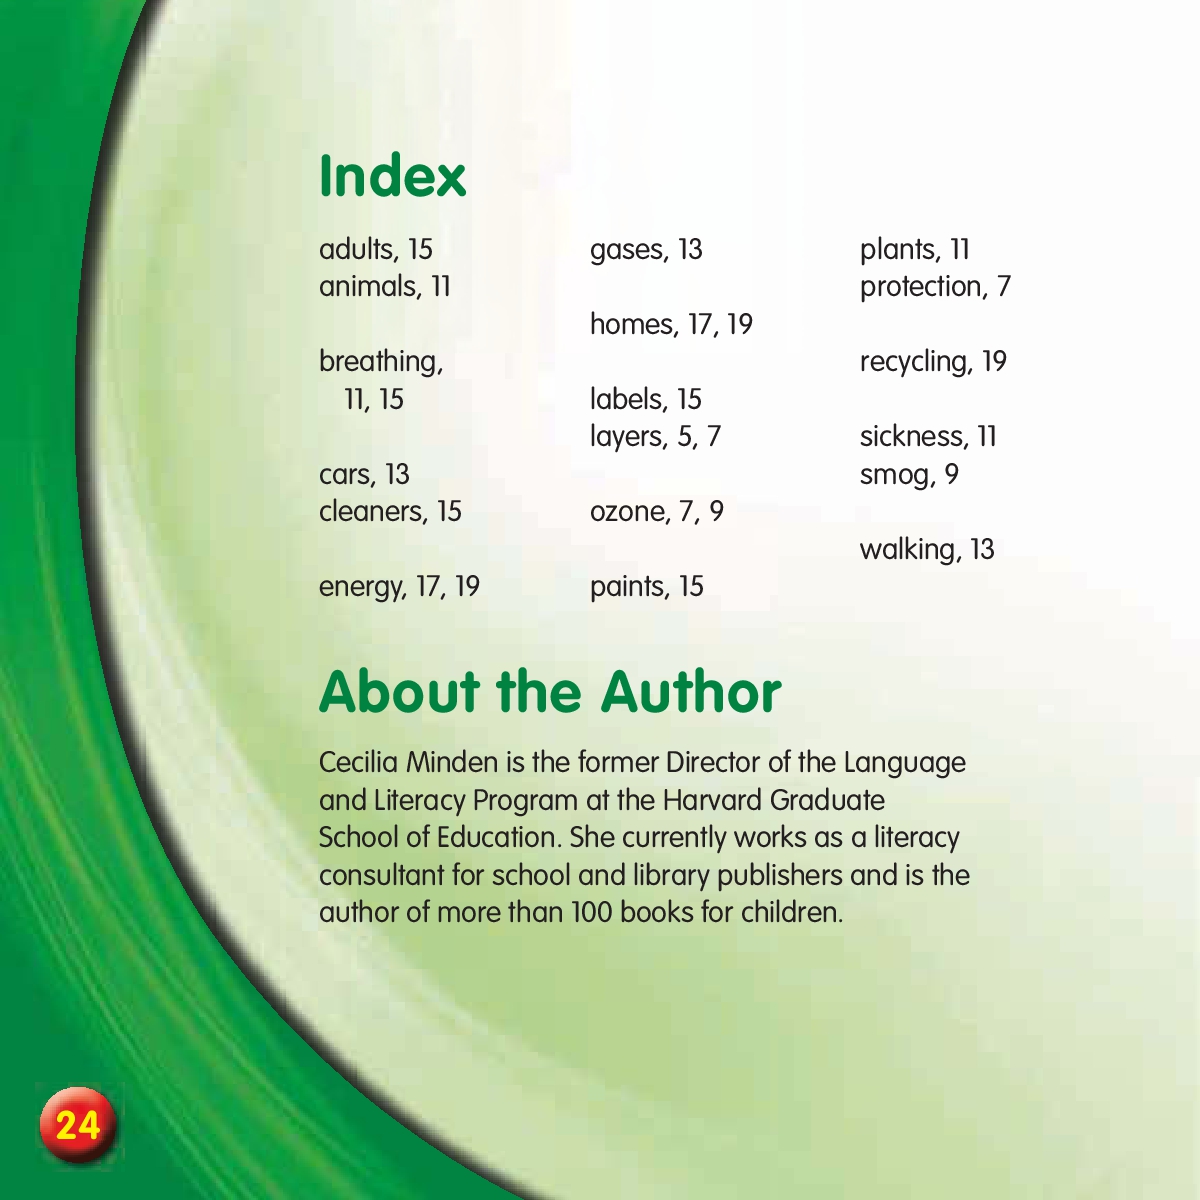 Index
adults, 15
animals, 11
breathing,
11, 15
cars, 13
cleaners, 15
energy, 17, 19
gases, 13
homes, 17, 19
labels, 15
layers, 5, 7
ozone, 7, 9
paints, 15
plants, 11
protection, 7
recycling, 19
sickness, 11
smog, 9
walking, 13
About the Author
Cecilia Minden is the former Director of the Language
and Literacy Program at the Harvard Graduate
School of Education. She currently works as a literacy
consultant for school and library publishers and is the
author of more than 100 books for children.
24